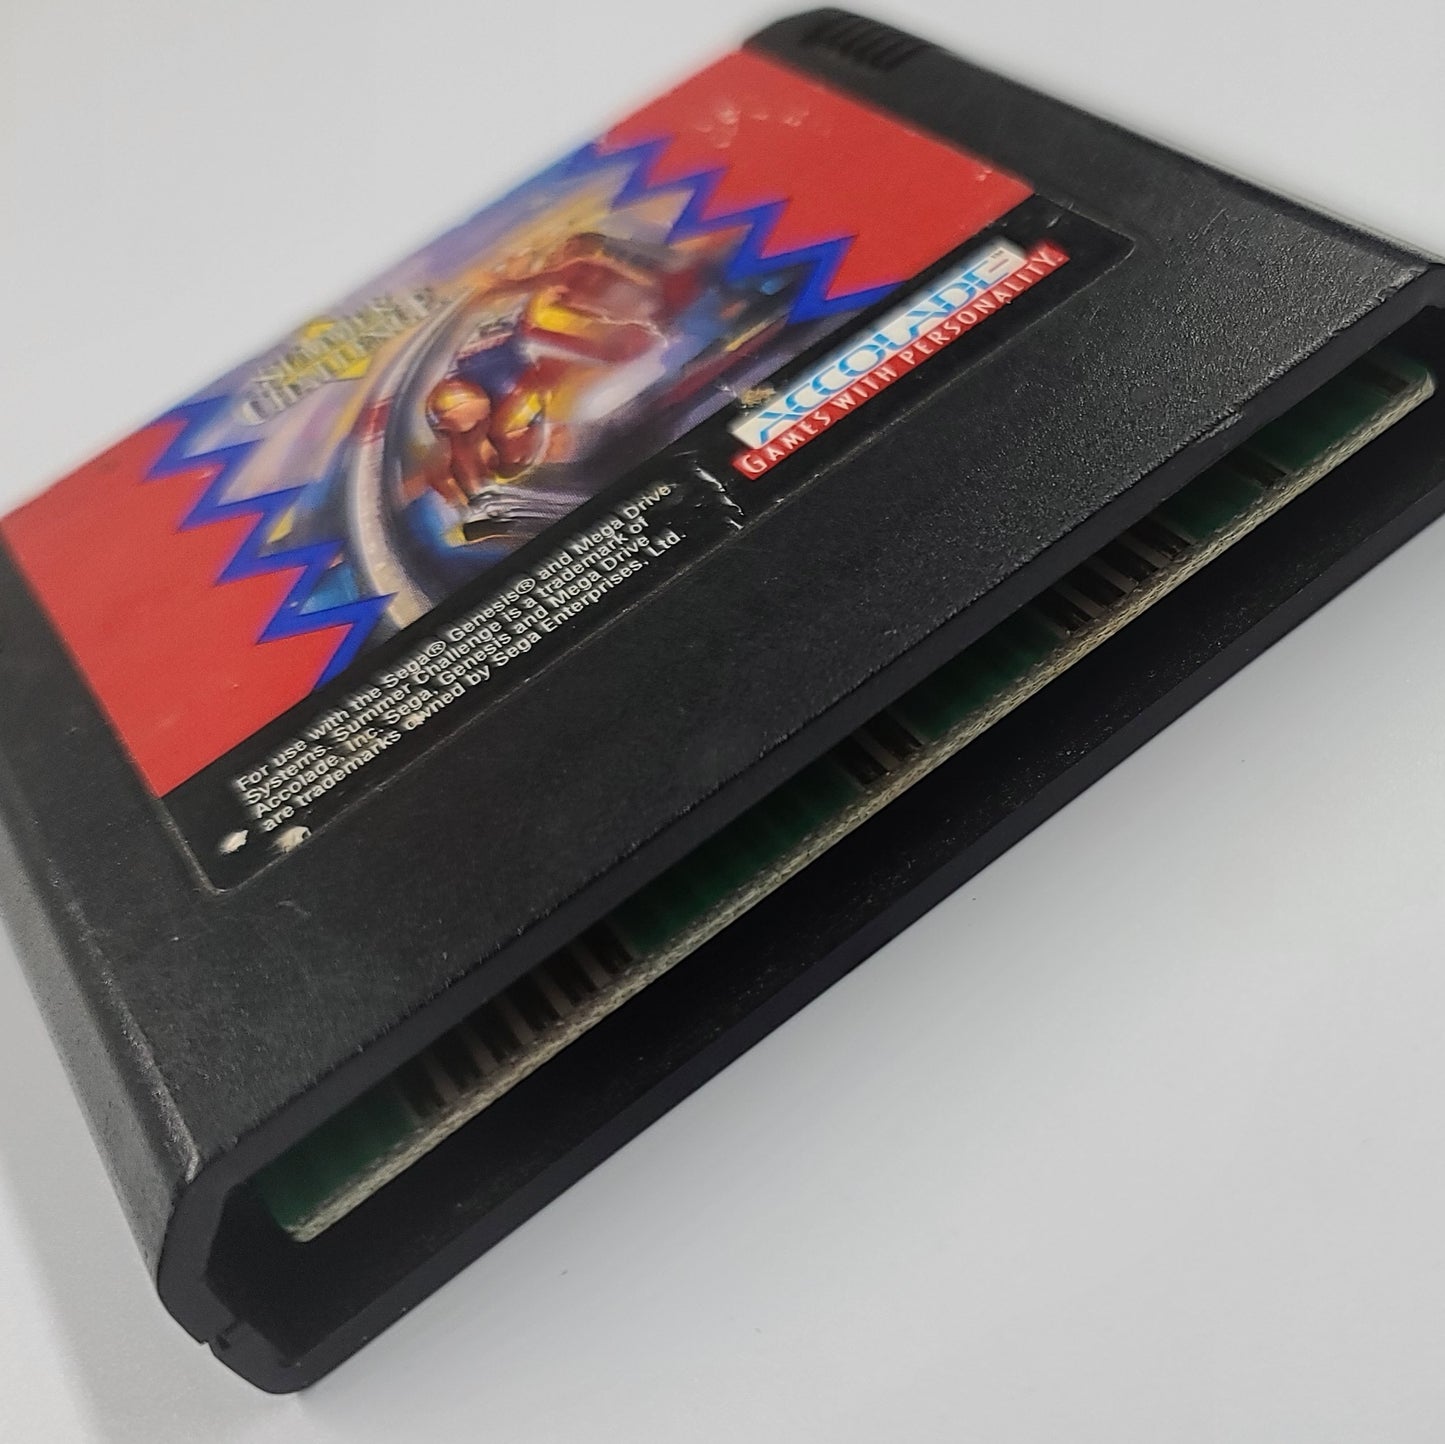 SUMMER
CHALLENGE
ACCOLADE™
GAMES WITH PERSONALITY.
For use with the Sega® Genesis® and Mega Drive
Systems. Summer Challenge is a trademark of
Accolade, Inc. Sega, Genesis and Mega Drive
are trademarks owned by Sega Enterprises, Ltd.